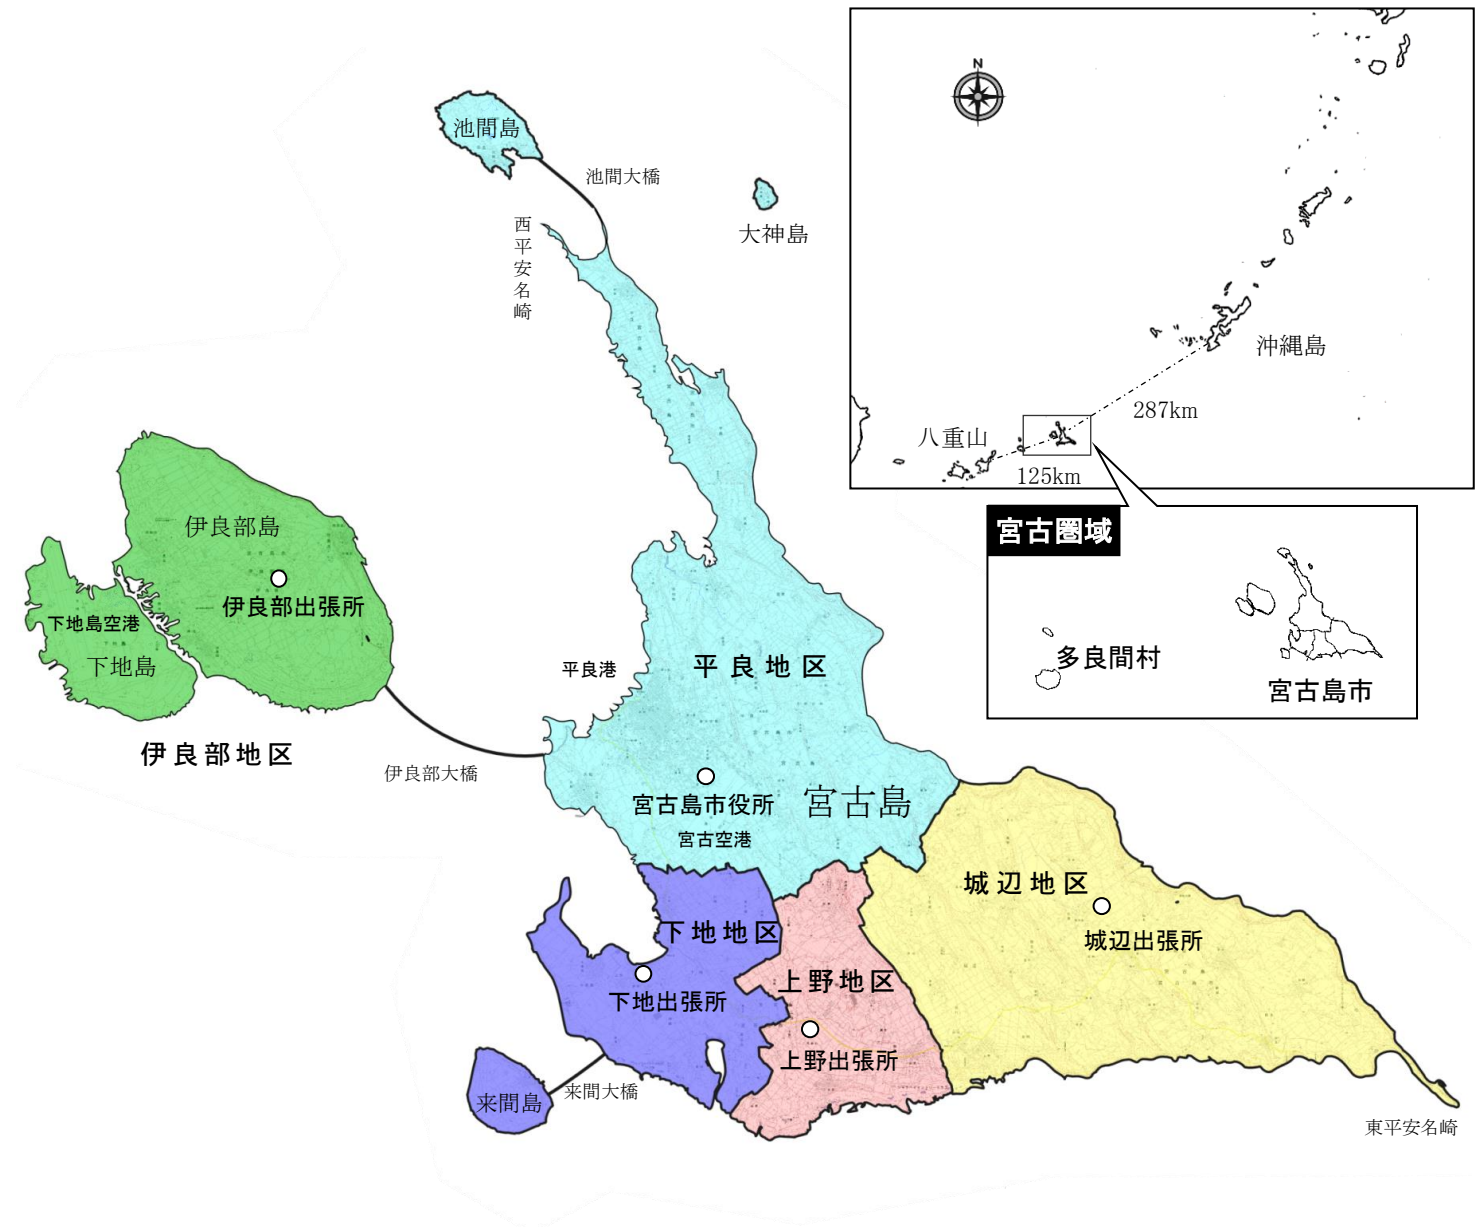 N
沖縄島
287km
八重山
125km
宮古圏域
多良間村
宮古島市
池間島
池間大橋
大神島
西平安名崎
伊良部島
伊良部出張所
下地島空港
下地島
伊良部地区
伊良部大橋
平良港
平良地区
宮古島市役所
宮古島
宮古空港
城辺地区
城辺出張所
下地地区
下地出張所
上野地区
上野出張所
来間島
来間大橋
東平安名崎